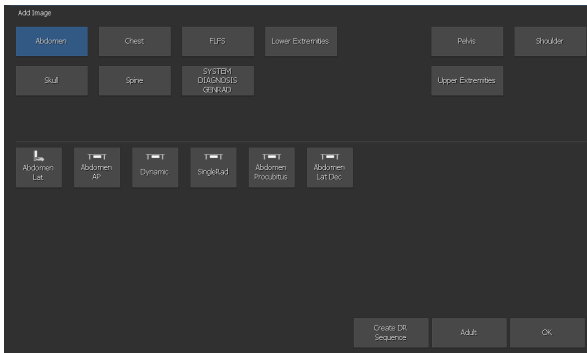 Add Image
Abdomen
Chest
FLFS
Lower Extremities
Pelvis
Shoulder
Skull
Spine
SYSTEM
DIAGNOSIS
GENRAD
Upper Extremities
Abdomen
Lat
Abdomen
AP
Dynamic
SingleRad
Abdomen
Procubitus
Abdomen
Lat Dec
Create DR
Sequence
Adult
OK